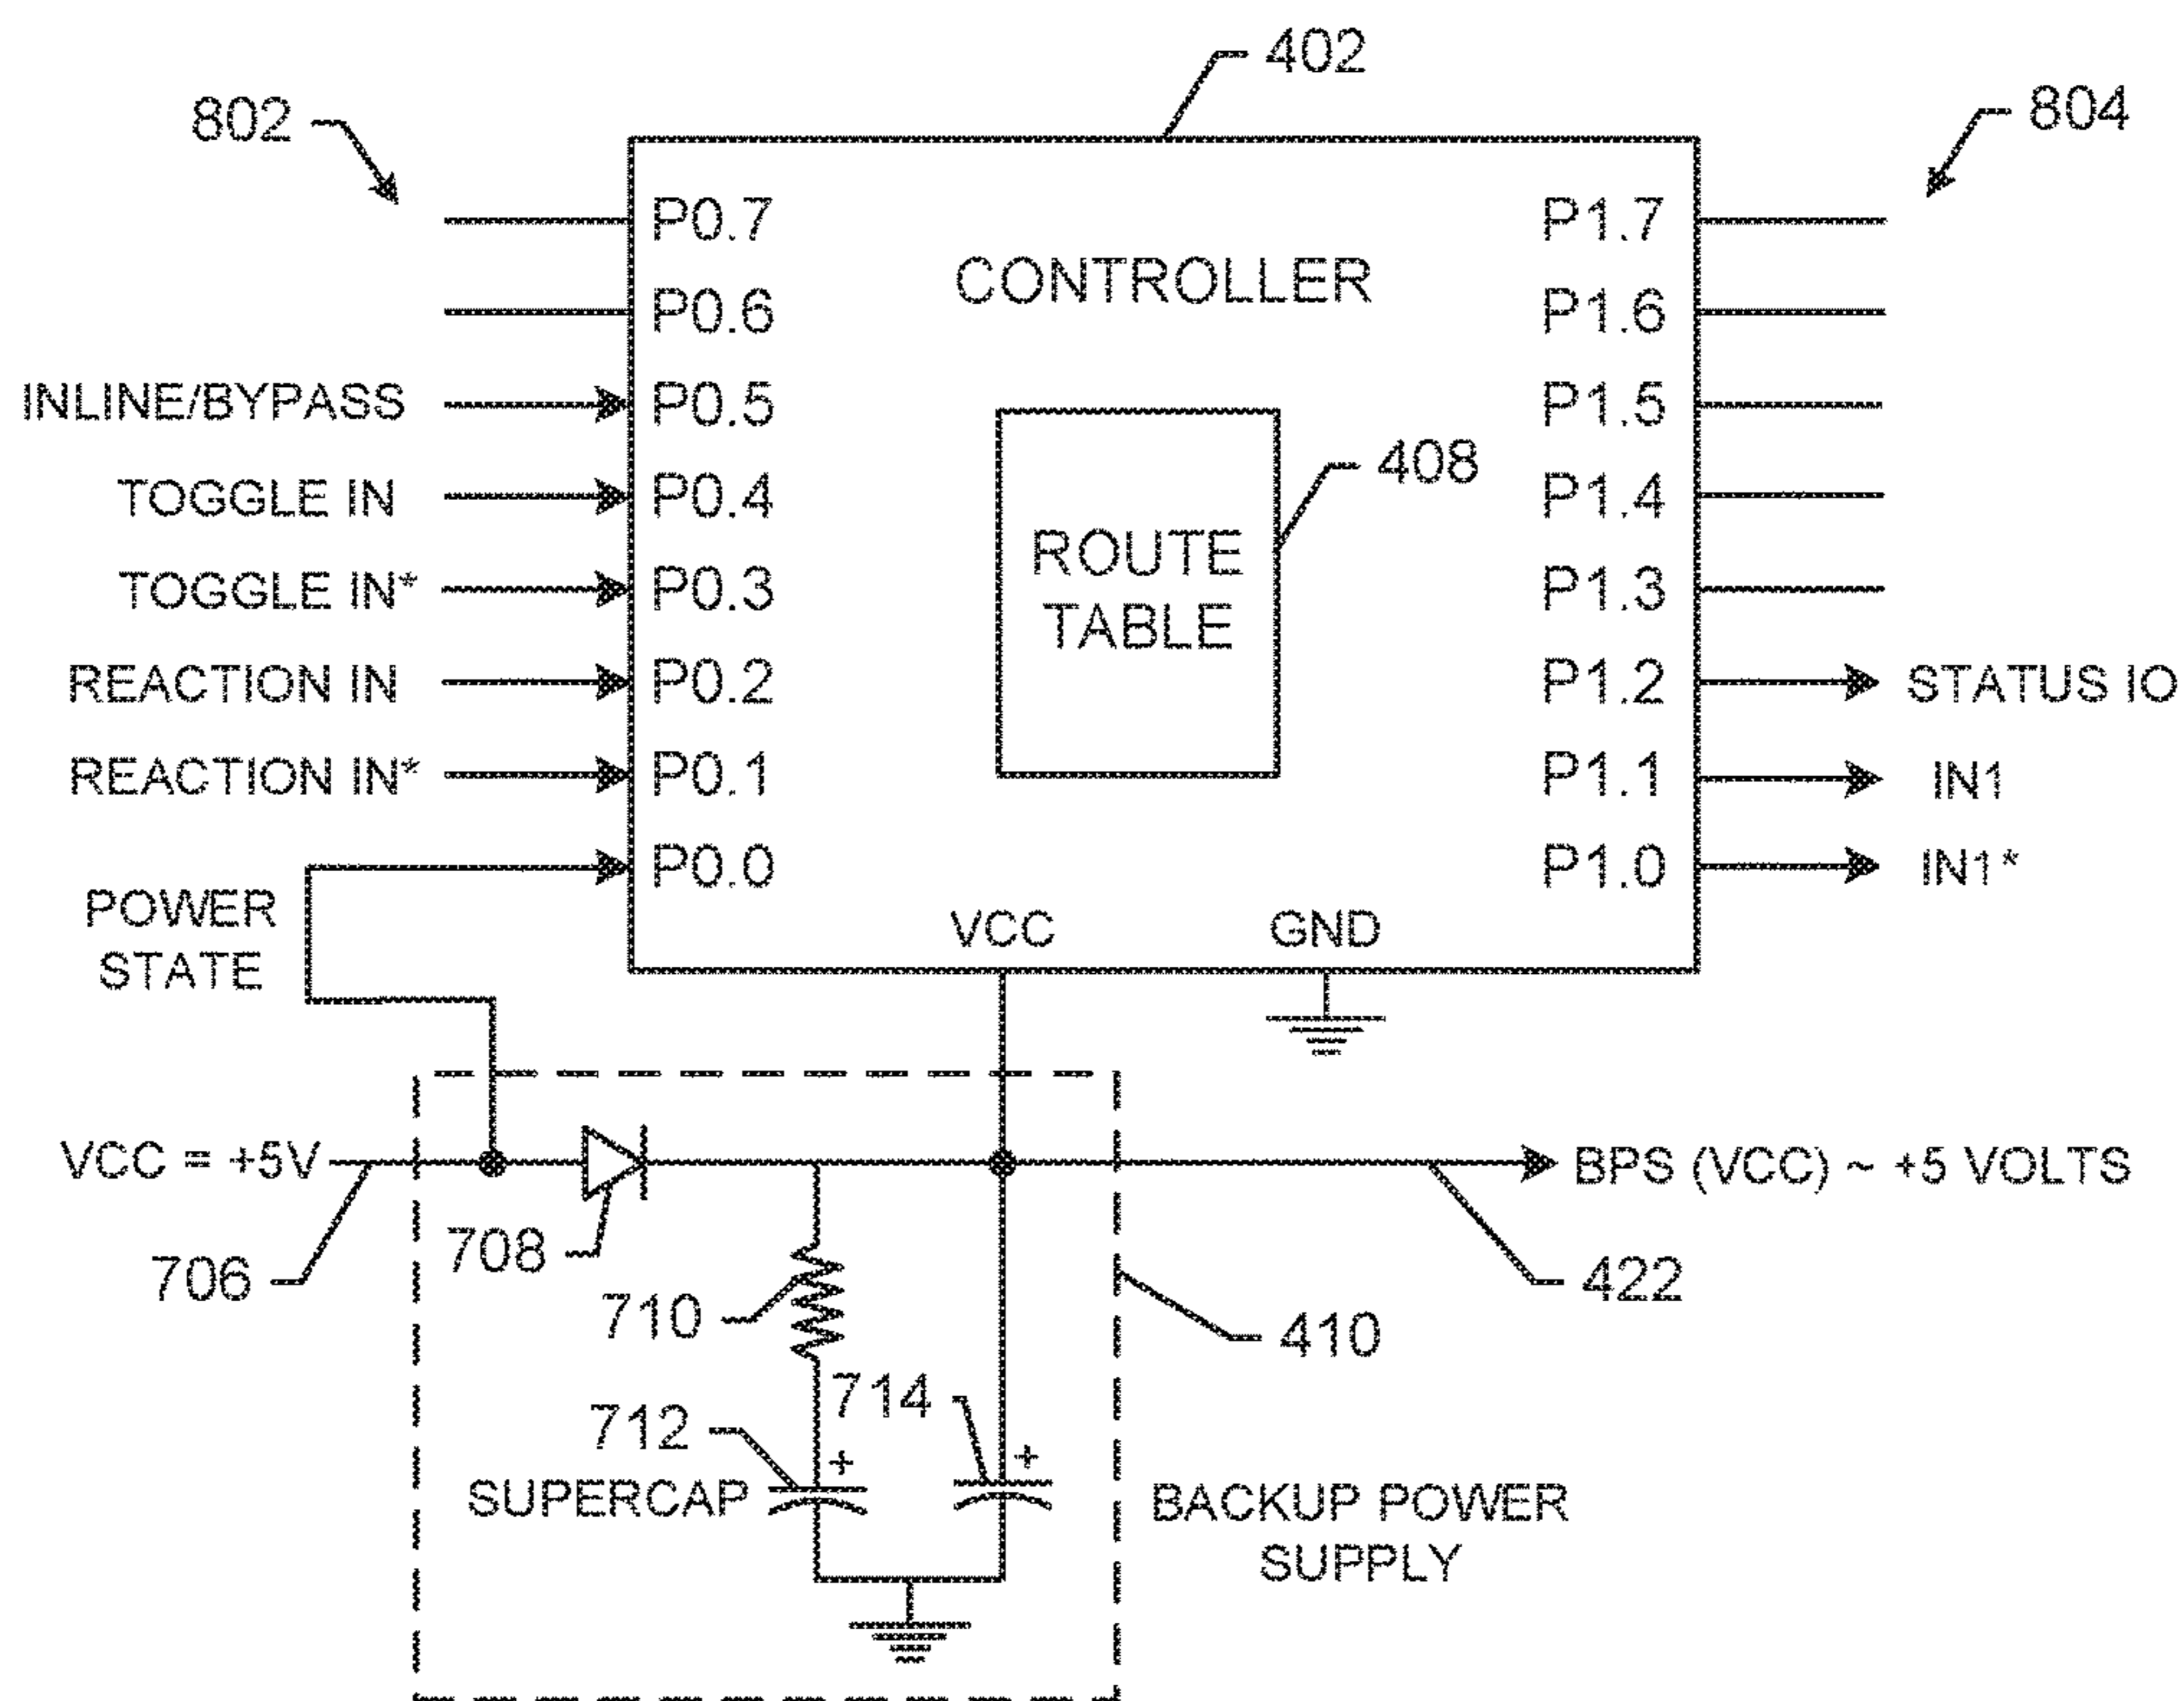 402
802
804
P0.7
P1.7
CONTROLLER
P0.6
P1.6
INLINE/BYPASS
P0.5
P1.5
408
TOGGLE IN
P0.4
P1.4
ROUTE
TABLE
TOGGLE IN*
P0.3
P1.3
REACTION IN
P0.2
P1.2
STATUS IO
REACTION IN*
P0.1
P1.1
IN1
P0.0
P1.0
IN1*
POWER
STATE
VCC
GND
VCC = +5V
BPS (VCC) ~ +5 VOLTS
706
708
710
422
410
712
714
+
+
SUPERCAP
BACKUP POWER
SUPPLY